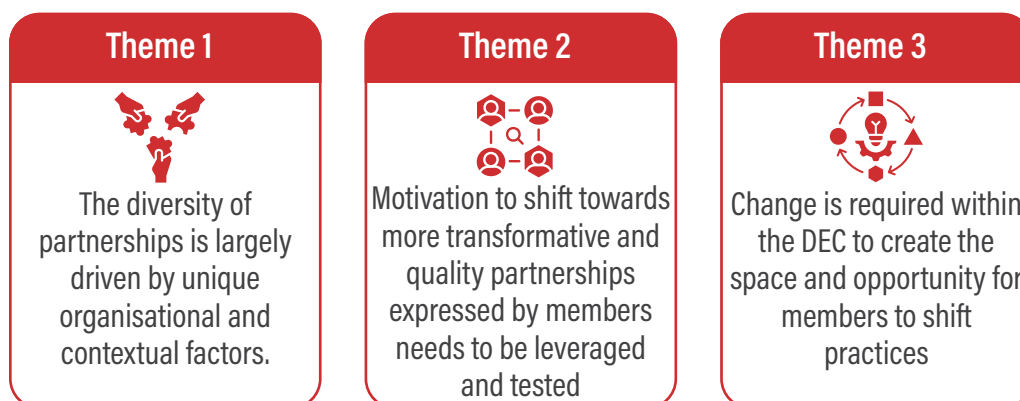 Theme 1
The diversity of
partnerships is largely
driven by unique
organisational and
contextual factors.
Theme 2
Motivation to shift towards
more transformative and
quality partnerships
expressed by members
needs to be leveraged
and tested
Theme 3
Change is required within
the DEC to create the
space and opportunity for
members to shift
practices